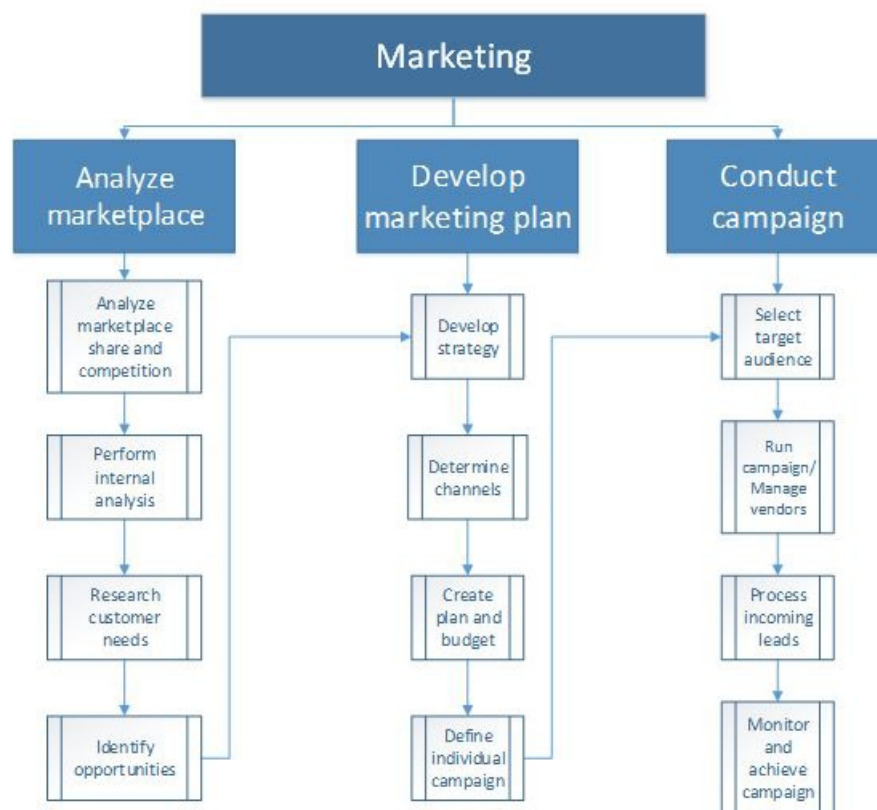 Marketing
Analyze
marketplace
Develop
marketing plan
Conduct
campaign
Analyze
marketplace
share and
competition
Perform
internal
analysis
Research
customer
needs
Identify
opportunities
Develop
strategy
Determine
channels
Create
plan and
budget
Define
individual
campaign
Select
target
audience
Run
campaign/
Manage
vendors
Process
incoming
leads
Monitor
and
achieve
campaign